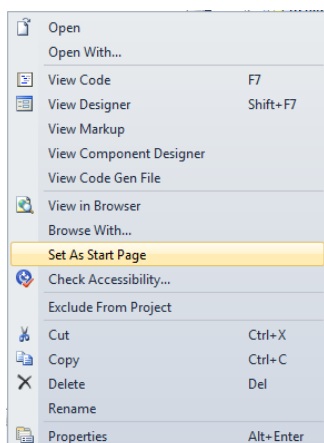 Open
Open With...
View Code F7
View Designer Shift+F7
View Markup
View Component Designer
View Code Gen File
View in Browser
Browse With...
Set As Start Page
Check Accessibility...
Exclude From Project
Cut Ctrl+X
Copy Ctrl+C
Delete Del
Rename
Properties Alt+Enter